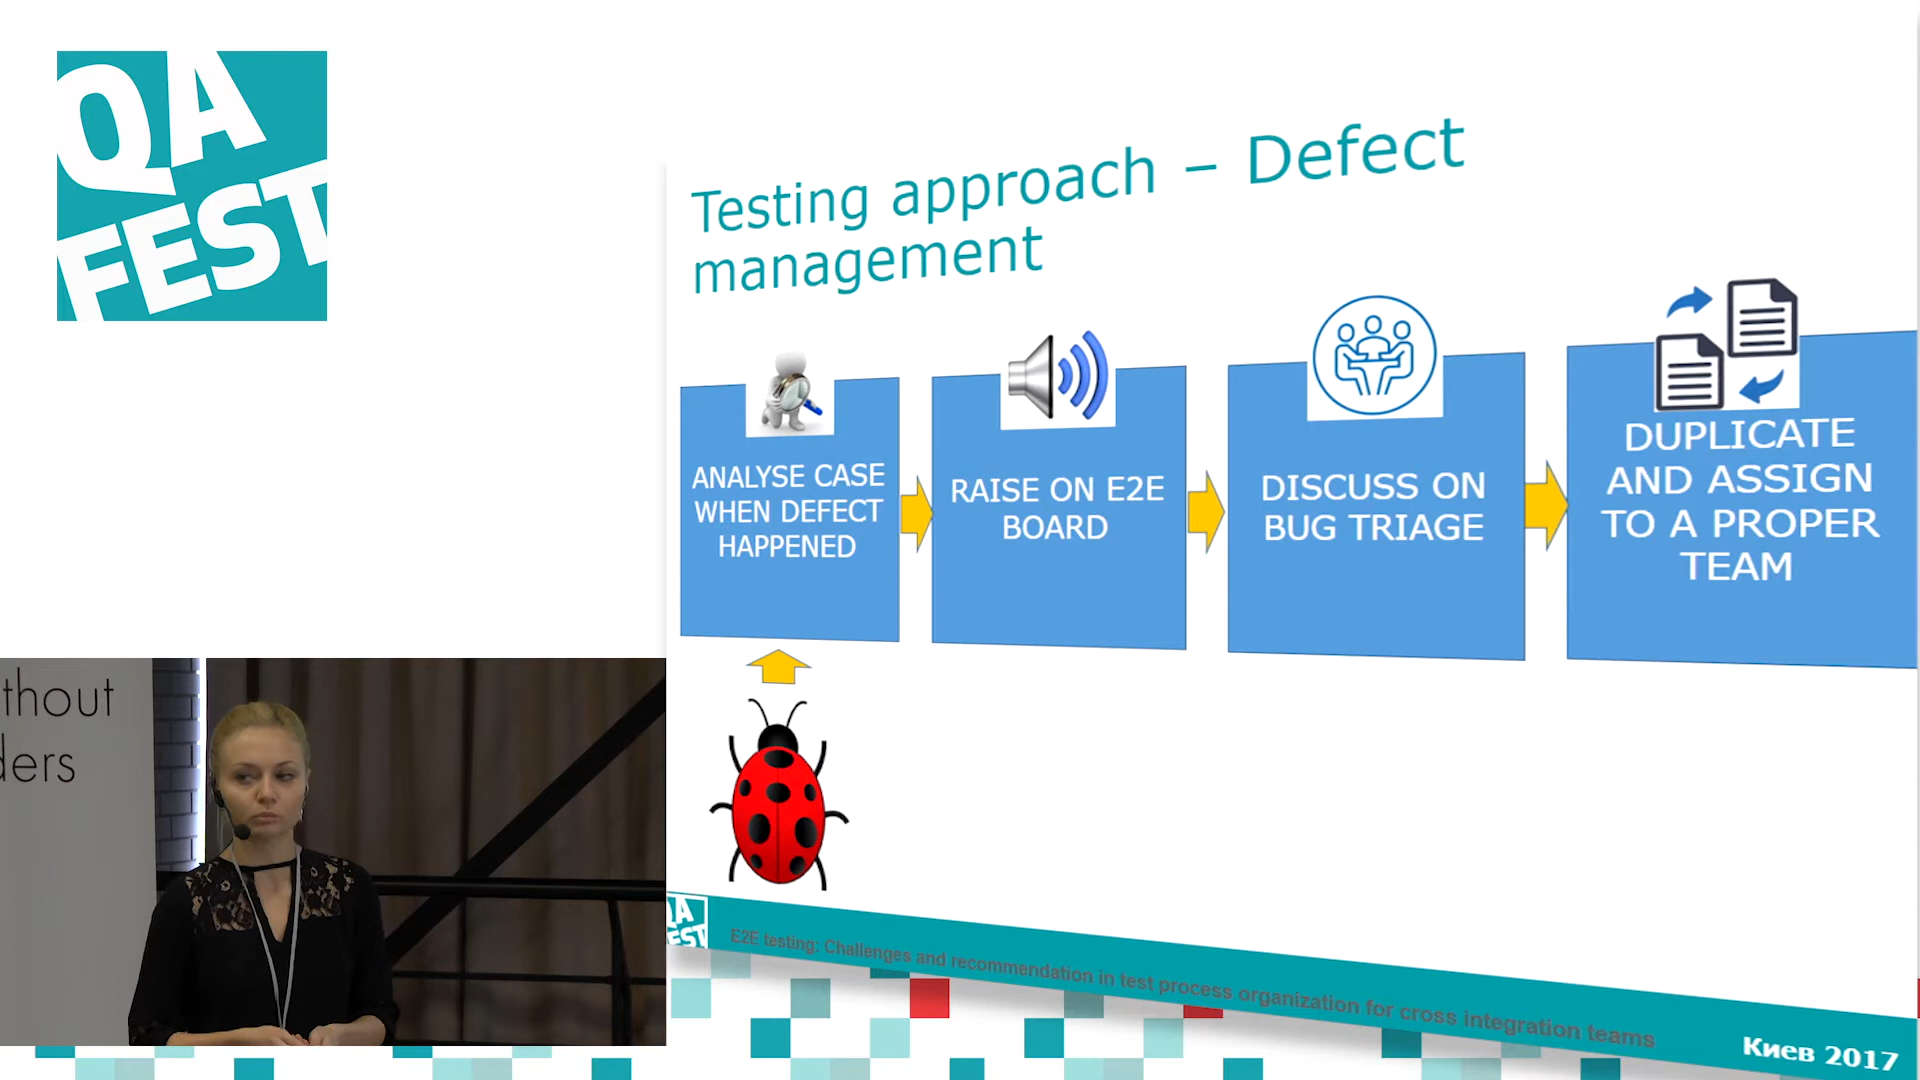 QA
FEST
Testing approach – Defect
management
ANALYSE CASE
WHEN DEFECT
HAPPENED
RAISE ON E2E
BOARD
DISCUSS ON
BUG TRIAGE
DUPLICATE
AND ASSIGN
TO A PROPER
TEAM
thout
ders
QA
FEST
E2E testing: Challenges and recommendation in test process organization for cross integration teams
Киев 2017